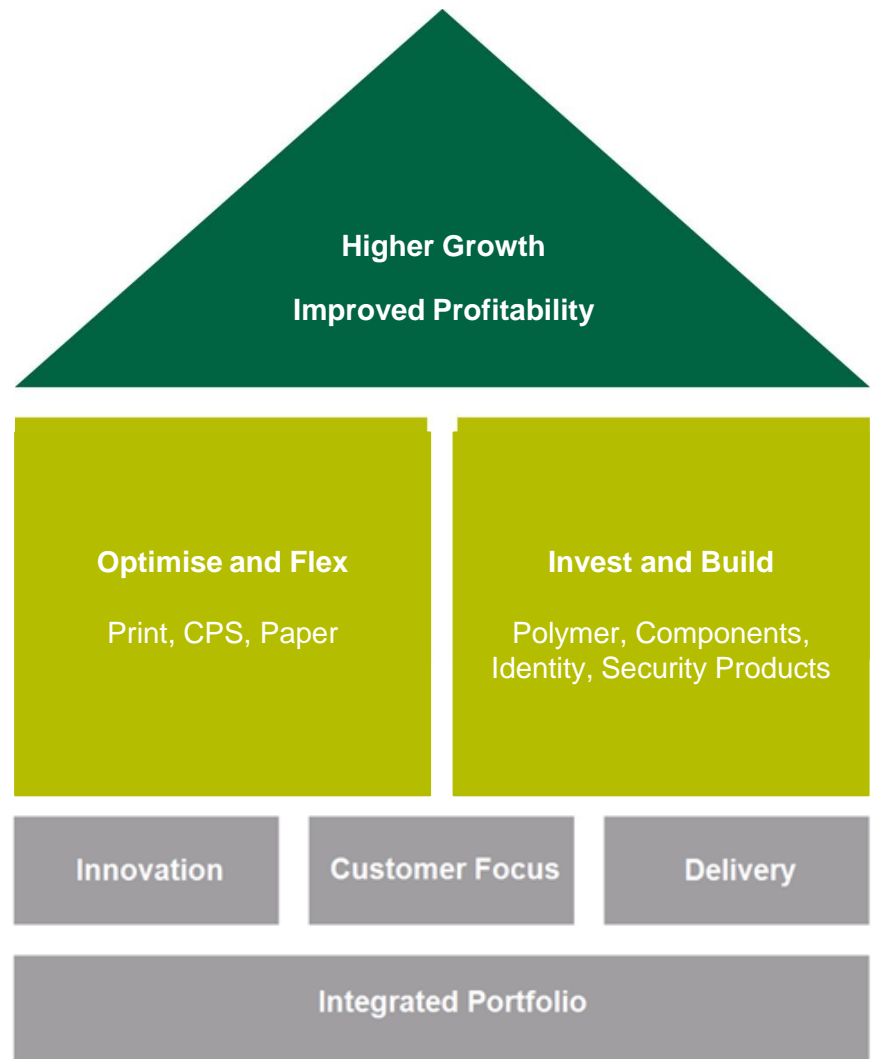 Higher Growth
Improved Profitability
Optimise and Flex
Print, CPS, Paper
Invest and Build
Polymer, Components,
Identity, Security Products
Innovation
Customer Focus
Delivery
Integrated Portfolio